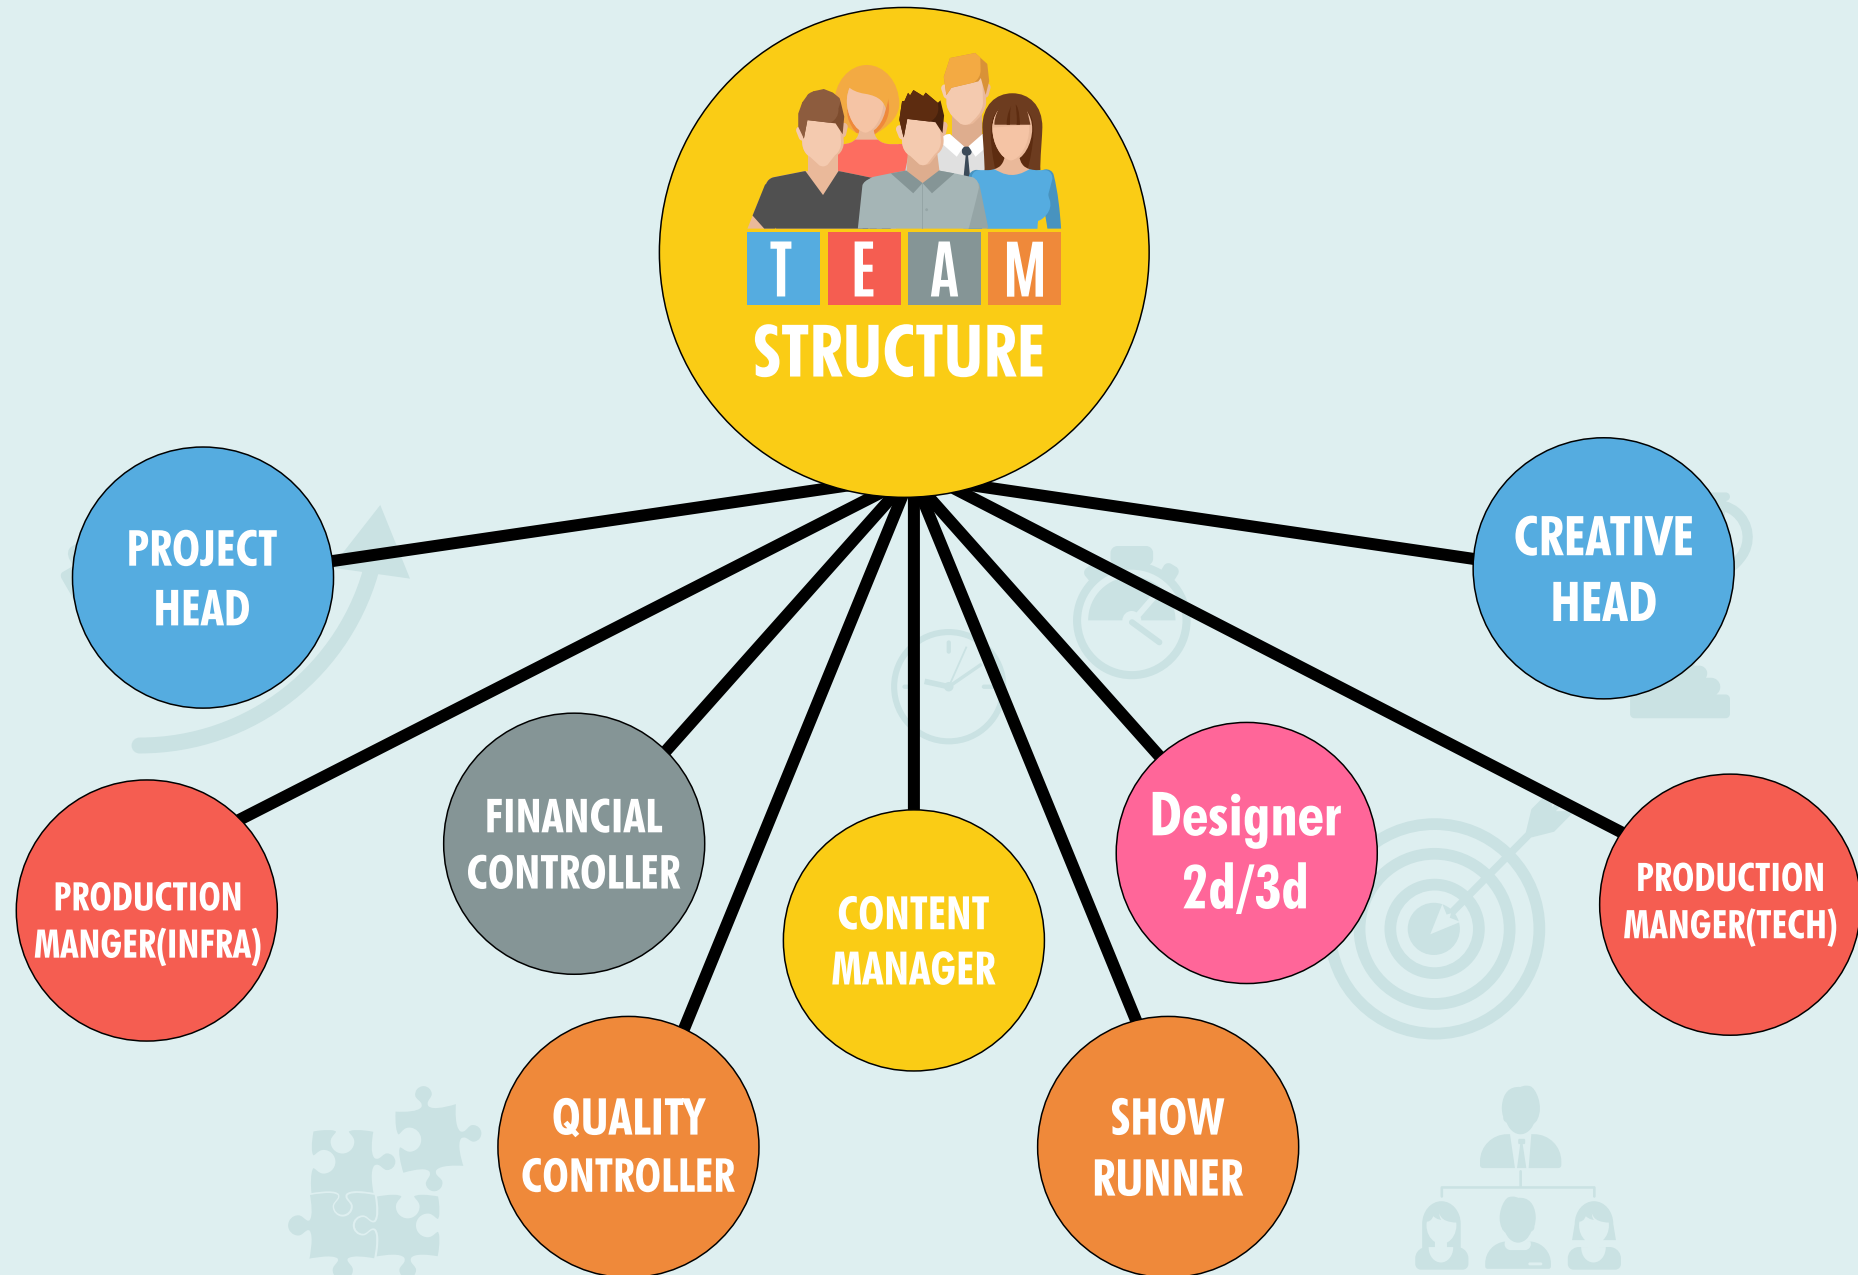 TEAM
STRUCTURE
PROJECT
HEAD
CREATIVE
HEAD
PRODUCTION
MANGER(INFRA)
FINANCIAL
CONTROLLER
CONTENT
MANAGER
Designer
2d/3d
PRODUCTION
MANGER(TECH)
QUALITY
CONTROLLER
SHOW
RUNNER